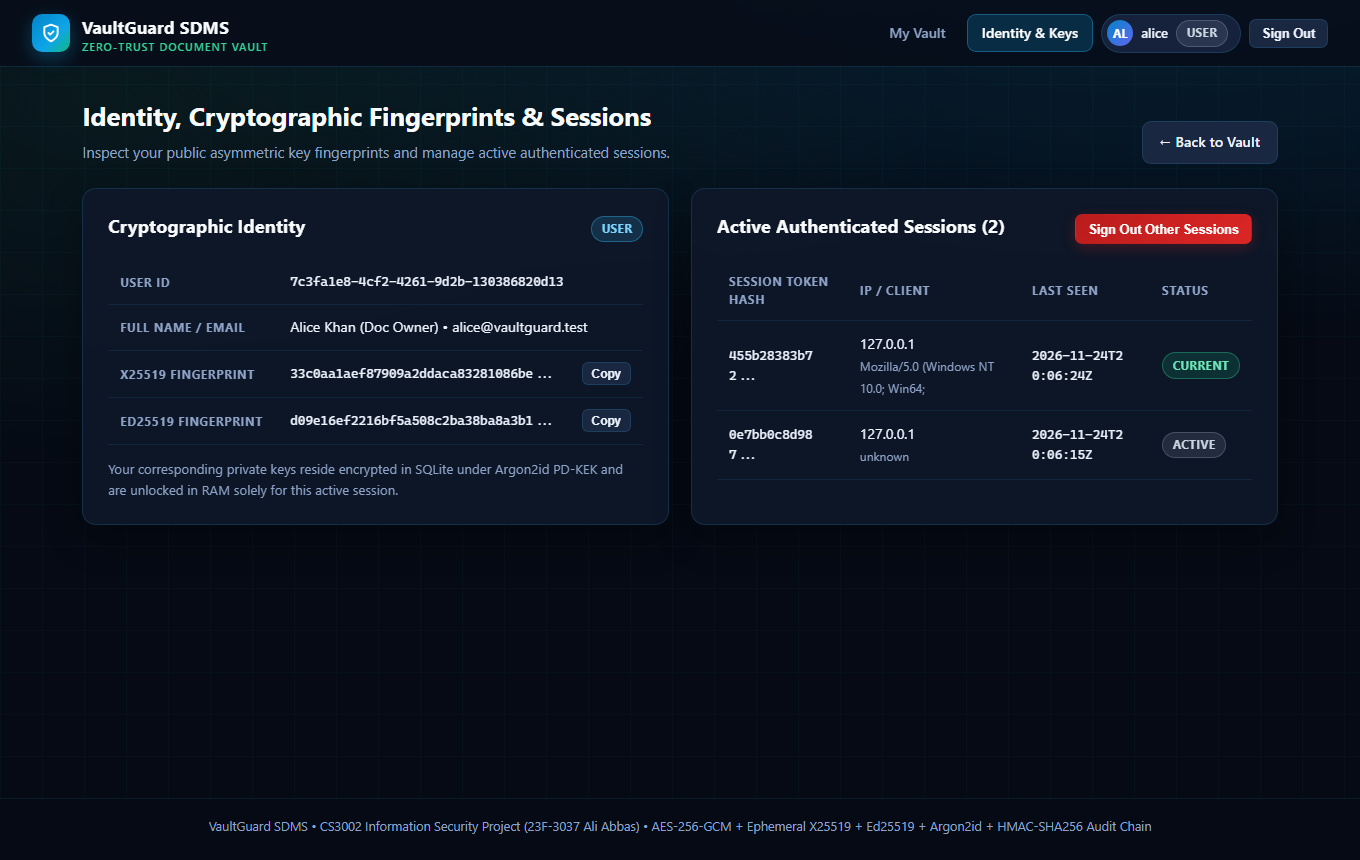 VaultGuard SDMS
ZERO-TRUST DOCUMENT VAULT
My Vault
Identity & Keys
AL alice USER
Sign Out
Identity, Cryptographic Fingerprints & Sessions
Inspect your public asymmetric key fingerprints and manage active authenticated sessions.
← Back to Vault
Cryptographic Identity
USER
USER ID 7c3fa1e8-4cf2-4261-9d2b-130386820d13
FULL NAME / EMAIL Alice Khan (Doc Owner) • alice@vaultguard.test
X25519 FINGERPRINT 33c0aa1aef87909a2ddaca83281086be ... Copy
ED25519 FINGERPRINT d09e16ef2216bf5a508c2ba38ba8a3b1 ... Copy
Your corresponding private keys reside encrypted in SQLite under Argon2id PD-KEK and
are unlocked in RAM solely for this active session.
Active Authenticated Sessions (2)
Sign Out Other Sessions
SESSION TOKEN
HASH
IP / CLIENT
LAST SEEN
STATUS
455b28383b7
2 ...
127.0.0.1
Mozilla/5.0 (Windows NT
10.0; Win64;
2026-11-24T2
0:06:24Z
CURRENT
0e7bb0c8d98
7 ...
127.0.0.1
unknown
2026-11-24T2
0:06:15Z
ACTIVE
VaultGuard SDMS • CS3002 Information Security Project (23F-3037 Ali Abbas) • AES-256-GCM + Ephemeral X25519 + Ed25519 + Argon2id + HMAC-SHA256 Audit Chain